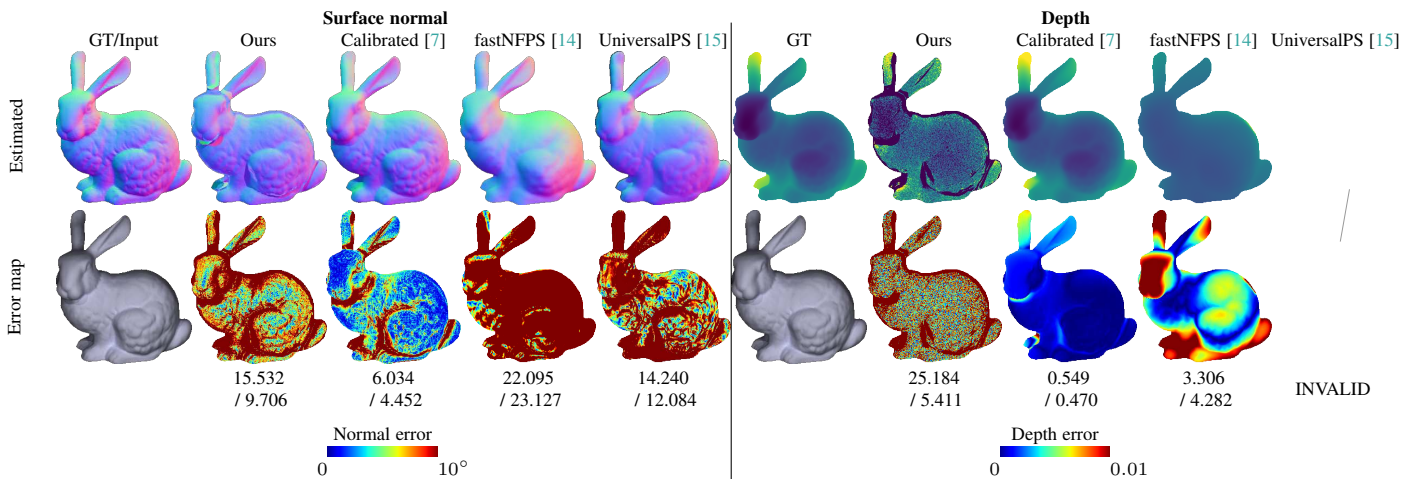 Surface normal
Depth
GT/Input
Ours
Calibrated [7]
fastNFPS [14]
UniversalPS [15]
GT
Ours
Calibrated [7]
fastNFPS [14]
UniversalPS [15]
Estimated
Error map
15.532
/ 9.706
6.034
/ 4.452
22.095
/ 23.127
14.240
/ 12.084
25.184
/ 5.411
0.549
/ 0.470
3.306
/ 4.282
INVALID
Normal error
0
10°
Depth error
0
0.01